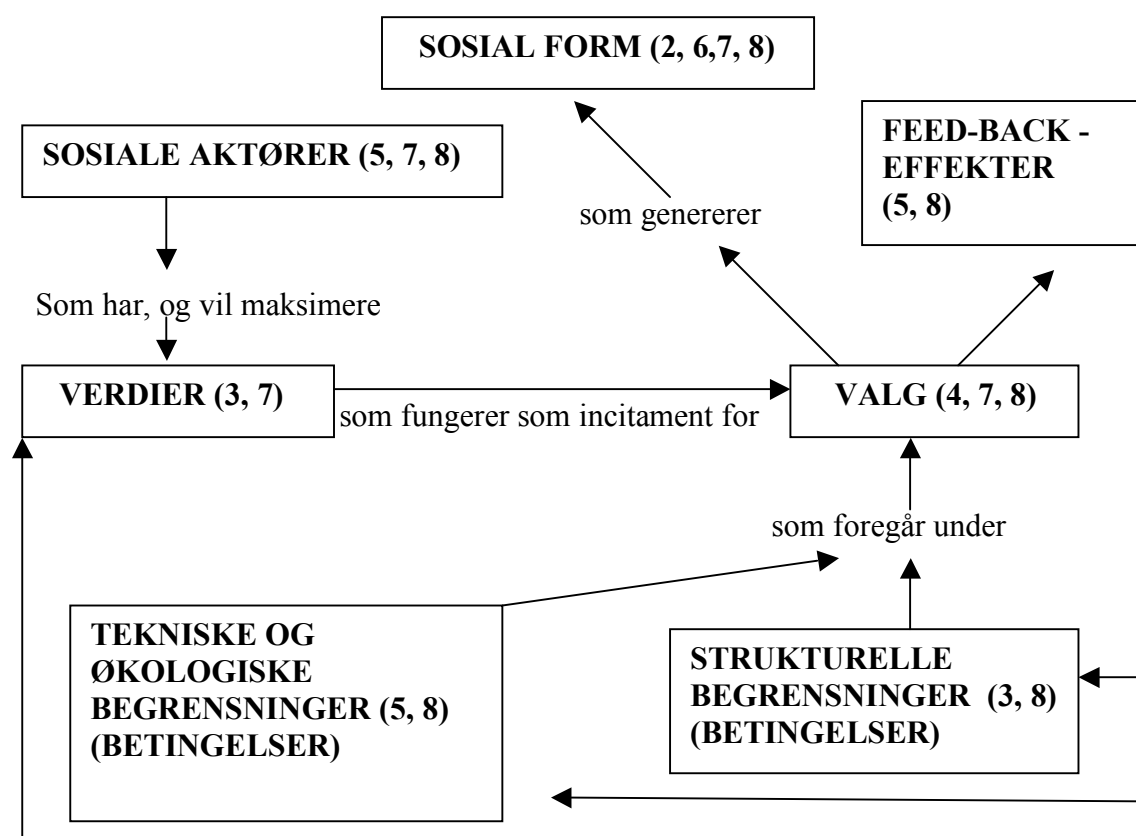 SOSIAL FORM (2, 6,7, 8)
FEED-BACK -
EFFEKTER
(5, 8)
SOSIALE AKTØRER (5, 7, 8)
som genererer
Som har, og vil maksimere
VERDIER (3, 7)
som fungerer som incitament for
VALG (4, 7, 8)
som foregår under
TEKNISKE OG
ØKOLOGISKE
BEGRENSNINGER (5, 8)
(BETINGELSER)
STRUKTURELLE
BEGRENSNINGER (3, 8)
(BETINGELSER)